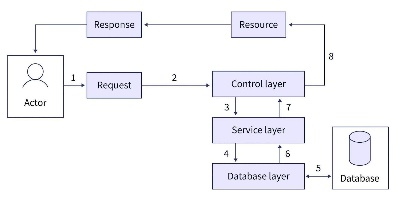 Response
Resource
8
1
2
Actor
Request
Control layer
3
7
Service layer
4
6
Database layer
5
Database